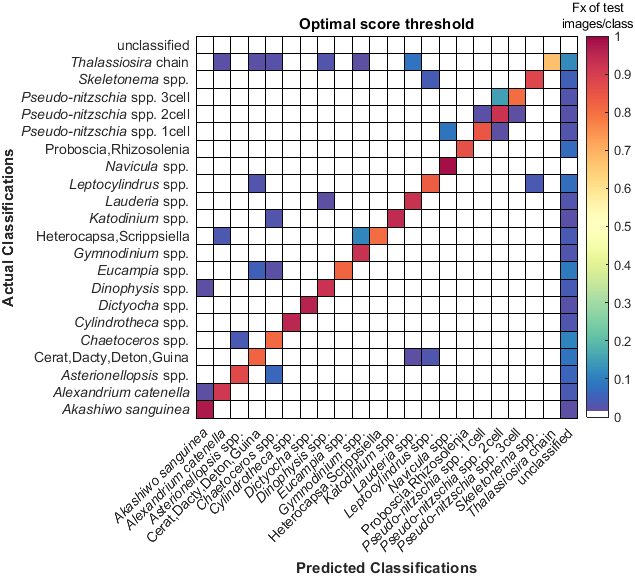 Optimal score threshold
Fx of test
images/class
Actual Classifications
unclassified
Thalassiosira chain
Skeletonema spp.
Pseudo-nitzschia spp. 3cell
Pseudo-nitzschia spp. 2cell
Pseudo-nitzschia spp. 1cell
Proboscia,Rhizosolenia
Navicula spp.
Leptocylindrus spp.
Lauderia spp.
Katodinium spp.
Heterocapsa,Scrippsiella
Gymnodinium spp.
Eucampia spp.
Dinophysis spp.
Dictyocha spp.
Cylindrotheca spp.
Chaetoceros spp.
Cerat,Dacty,Deton,Guina
Asterionellopsis spp.
Alexandrium catenella
Akashiwo sanguinea
1
0.9
0.8
0.7
0.6
0.5
0.4
0.3
0.2
0.1
0
Akashiwo sanguinea
Alexandrium catenella
Asterionellopsis spp.
Cerat,Dacty,Deton,Guina
Chaetoceros spp.
Cylindrotheca spp.
Dictyocha spp.
Dinophysis spp.
Eucampia spp.
Gymnodinium spp.
Heterocapsa,Scrippsiella
Katodinium spp.
Lauderia spp.
Leptocylindrus spp.
Navicula spp.
Proboscia,Rhizosolenia
Pseudo-nitzschia spp. 1cell
Pseudo-nitzschia spp. 2cell
Pseudo-nitzschia spp. 3cell
Skeletonema spp.
Thalassiosira chain
unclassified
Predicted Classifications